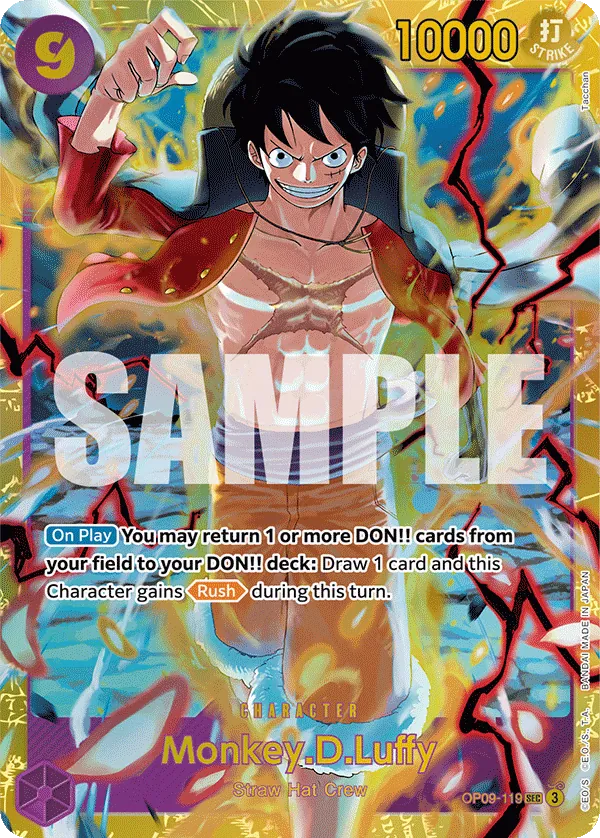 9
10000
打
STRIKE
Tacchan
SAMPLE
On Play You may return 1 or more DON!! cards from
your field to your DON!! deck: Draw 1 card and this
Character gains Rush during this turn.
CHARACTER
Monkey.D.Luffy
Straw Hat Crew
OP09-119 SEC 3
©E.O/S ©E.O./S.,T.A. BANDAI MADE IN JAPAN